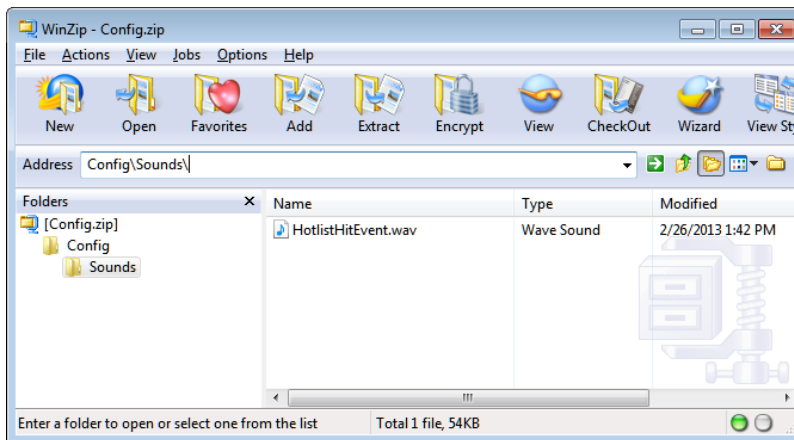 WinZip - Config.zip
File Actions View Jobs Options Help
New Open Favorites Add Extract Encrypt View CheckOut Wizard View St
Address Config\Sounds\
Folders Name Type Modified
[Config.zip] HotlistHitEvent.wav Wave Sound 2/26/2013 1:42 PM
Config
Sounds
Enter a folder to open or select one from the list Total 1 file, 54KB